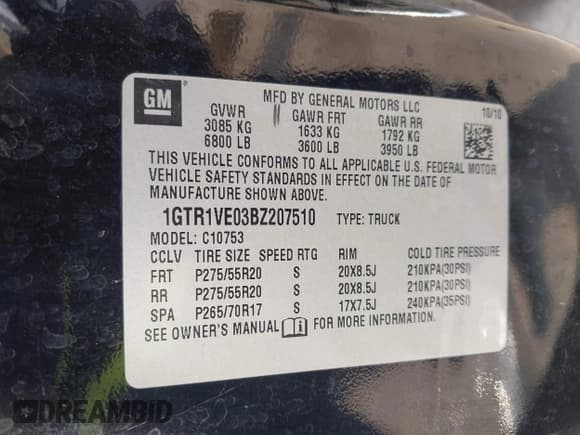 GM
®
MFD BY GENERAL MOTORS LLC
10/10
GVWR GAWR FRT GAWR RR
3085 KG 1633 KG 1792 KG
6800 LB 3600 LB 3950 LB
THIS VEHICLE CONFORMS TO ALL APPLICABLE U.S. FEDERAL MOTOR
VEHICLE SAFETY STANDARDS IN EFFECT ON THE DATE OF
MANUFACTURE SHOWN ABOVE.
1GTR1VE03BZ207510 TYPE: TRUCK
MODEL: C10753
CCLV TIRE SIZE SPEED RTG RIM COLD TIRE PRESSURE
FRT P275/55R20 S 20X8.5J 210KPA(30PSI)
RR P275/55R20 S 20X8.5J 210KPA(30PSI)
SPA P265/70R17 S 17X7.5J 240KPA(35PSI)
SEE OWNER'S MANUAL FOR MORE INFORMATION.
DREAMBID